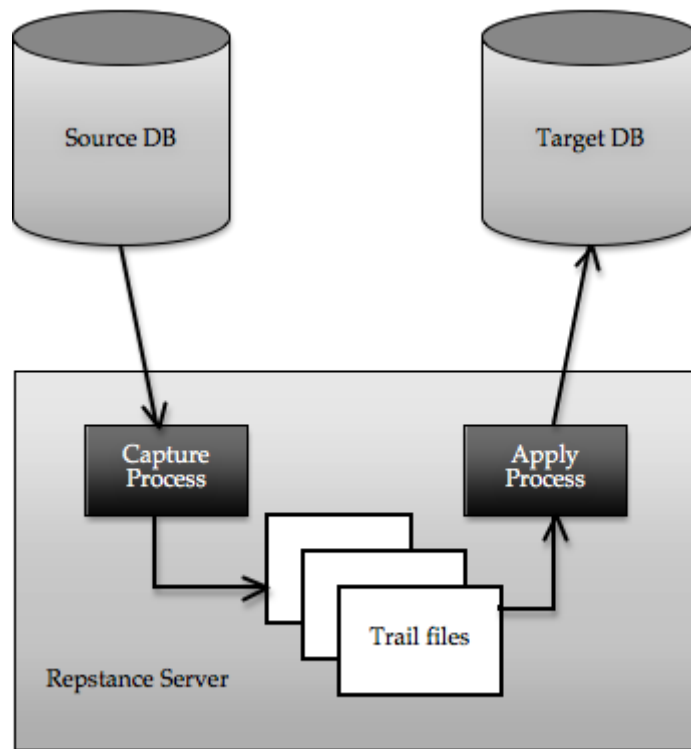 Source DB
Target DB
Capture
Process
Apply
Process
Trail files
Repstance Server